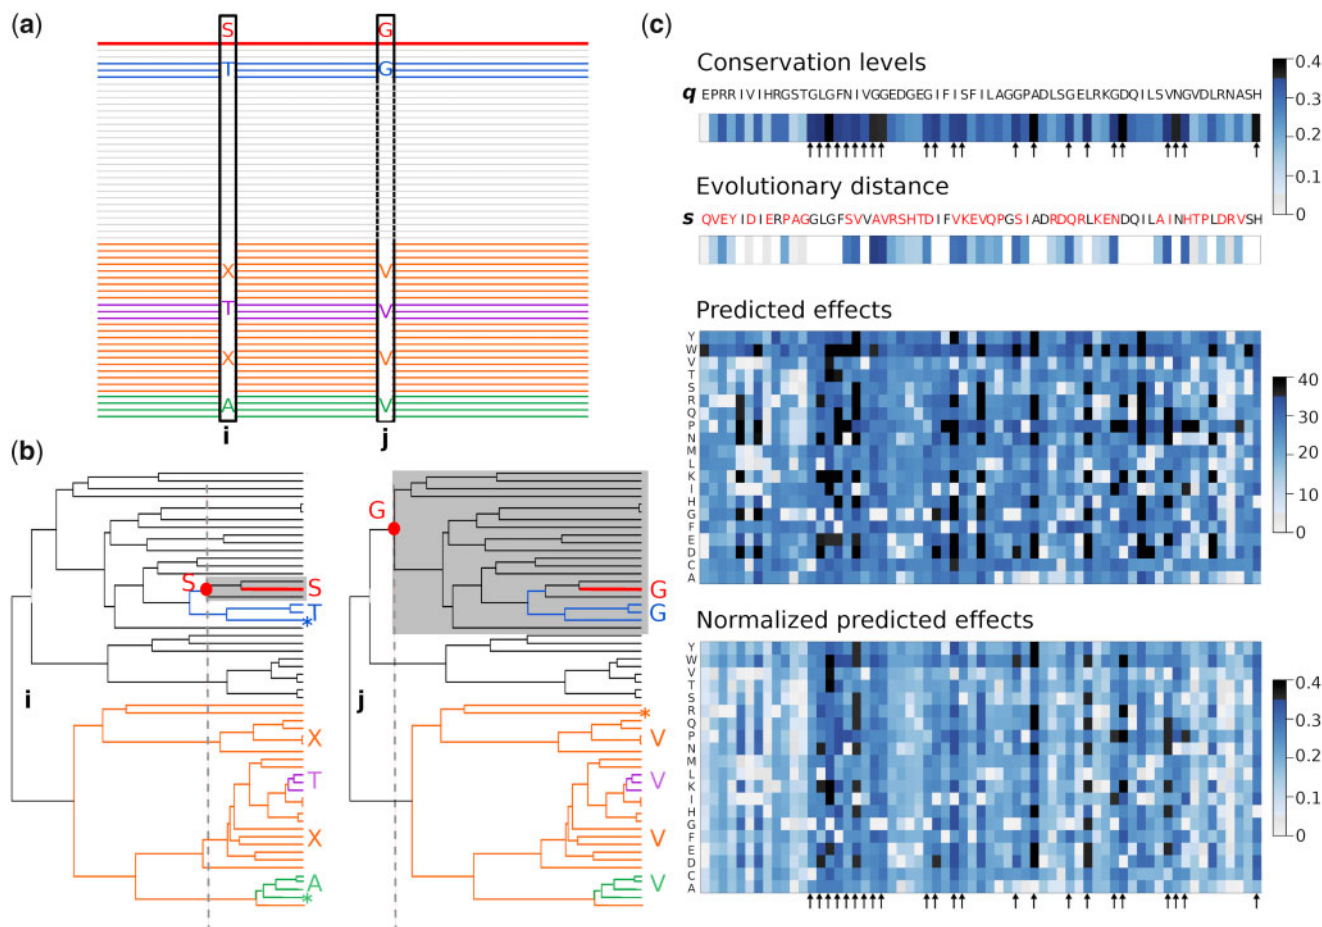 (a)
S G
T G
X V
T V
X V
A V
i j
(b)
G
S S G
T G
*
i j
*
X V
T V
X V
A V
*
(c)
Conservation levels
q EPRRIVIHRGSTGLGFNIVGGEDGEGIFISFILAGGPADLSGELRKGDQILSVNGVDLRNASH
0.4
0.3
0.2
0.1
0
Evolutionary distance
s QVEYIDIERPAGGLGFSVVAVRSHTDIFVKEVQPGSIADRDQRLKENDQILAINHTPLDRVSH
Predicted effects
Y
W
V
T
S
R
Q
P
N
M
L
K
I
H
G
F
E
D
C
A
40
30
20
10
0
Normalized predicted effects
Y
W
V
T
S
R
Q
P
N
M
L
K
I
H
G
F
E
D
C
A
0.4
0.3
0.2
0.1
0